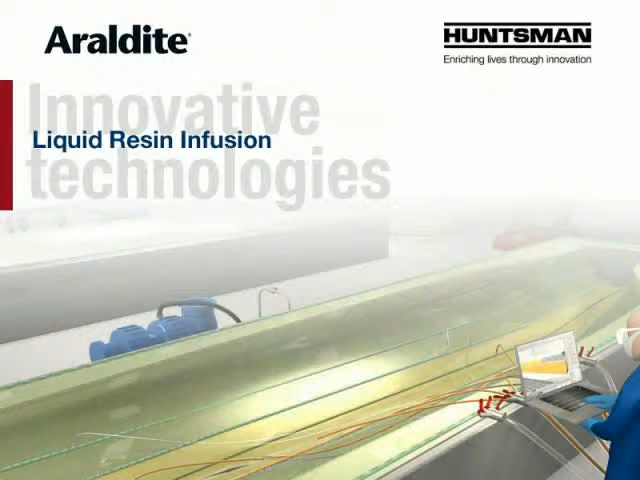 Araldite®
HUNTSMAN
Enriching lives through innovation
Innovative
Liquid Resin Infusion
technologies